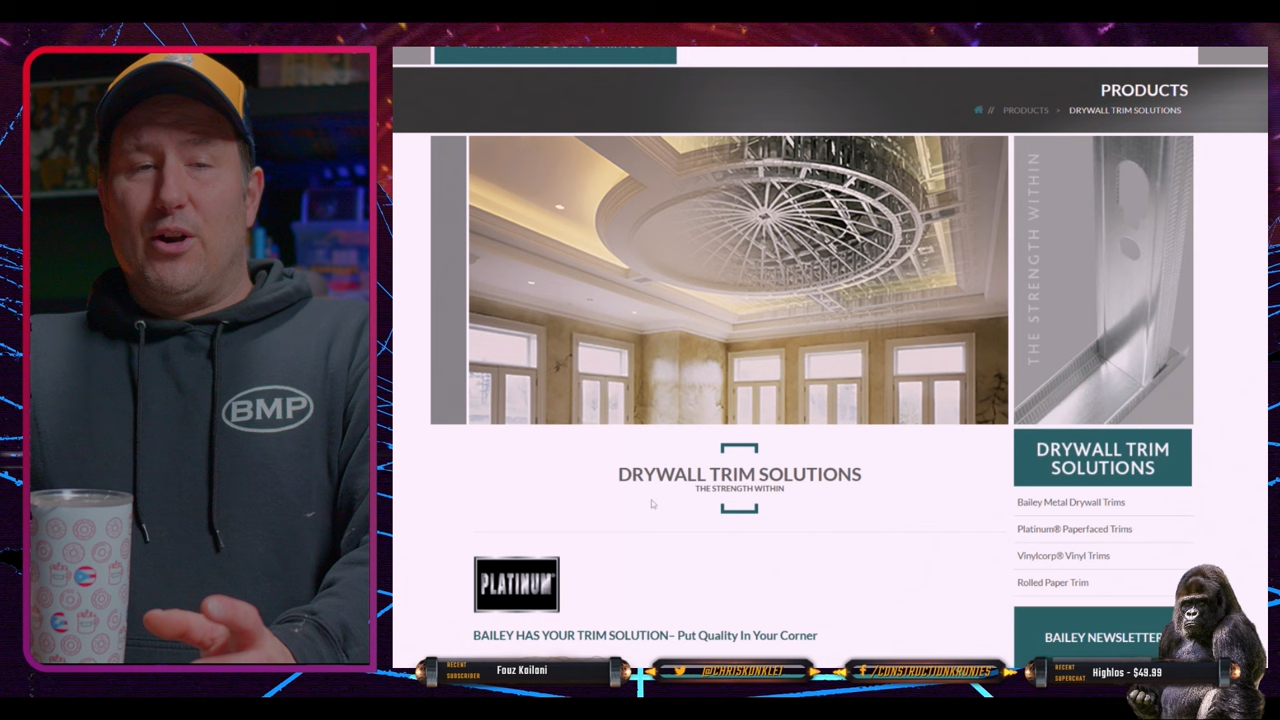 PRODUCTS
// PRODUCTS » DRYWALL TRIM SOLUTIONS
THE STRENGTH WITHIN
BMP
DRYWALL TRIM SOLUTIONS
THE STRENGTH WITHIN
DRYWALL TRIM
SOLUTIONS
Bailey Metal Drywall Trims
Platinum® Paperfaced Trims
Vinylcorp® Vinyl Trims
Rolled Paper Trim
PLATINUM
BAILEY HAS YOUR TRIM SOLUTION– Put Quality In Your Corner
BAILEY NEWSLETTER
RECENT
SUBSCRIBER
Fouz Kailani
@CHRISKONKLE1
/CONSTRUCTIONKRONIES
RECENT
SUPERCHAT
Highlos - $49.99